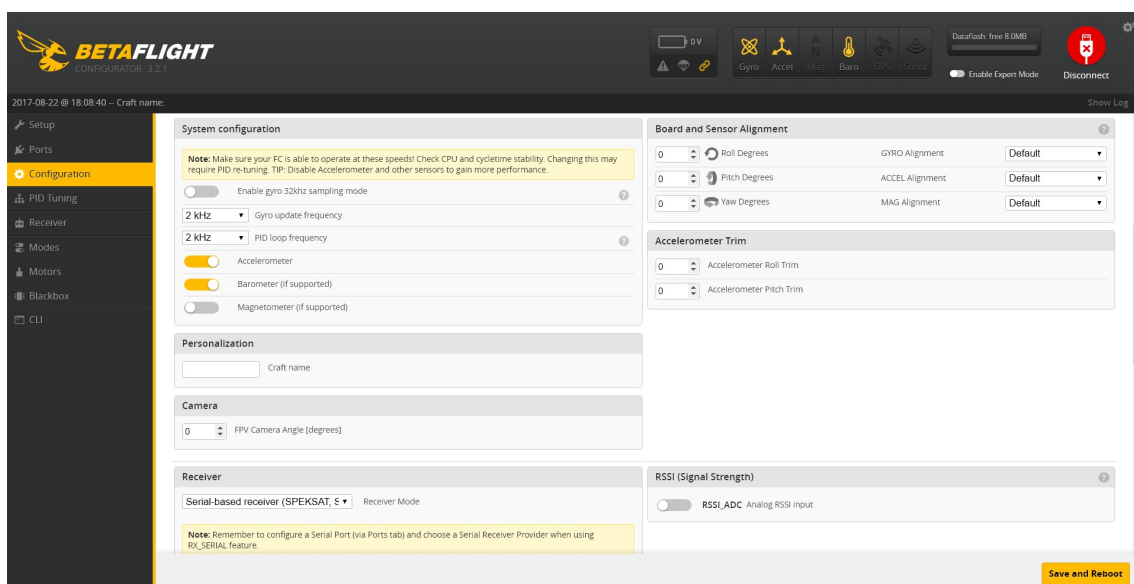 BETAFLIGHT
CONFIGURATOR 3.2.1
0 V
Gyro Accel Mag Baro GPS Sonar
Dataflash: free 8.0MB
Enable Expert Mode
Disconnect
2017-08-22 @ 18:08:40 -- Craft name:
Show Log
Setup
Ports
Configuration
PID Tuning
Receiver
Modes
Motors
Blackbox
CLI
System configuration
Note: Make sure your FC is able to operate at these speeds! Check CPU and cycletime stability. Changing this may
require PID re-tuning. TIP: Disable Accelerometer and other sensors to gain more performance.
Enable gyro 32khz sampling mode
2 kHz Gyro update frequency
2 kHz PID loop frequency
Accelerometer
Barometer (if supported)
Magnetometer (if supported)
Personalization
Craft name
Camera
0 FPV Camera Angle [degrees]
Board and Sensor Alignment
0 Roll Degrees GYRO Alignment Default
0 Pitch Degrees ACCEL Alignment Default
0 Yaw Degrees MAG Alignment Default
Accelerometer Trim
0 Accelerometer Roll Trim
0 Accelerometer Pitch Trim
Receiver
Serial-based receiver (SPEKSAT, S Receiver Mode
Note: Remember to configure a Serial Port (via Ports tab) and choose a Serial Receiver Provider when using
RX_SERIAL feature.
RSSI (Signal Strength)
RSSI_ADC Analog RSSI input
Save and Reboot